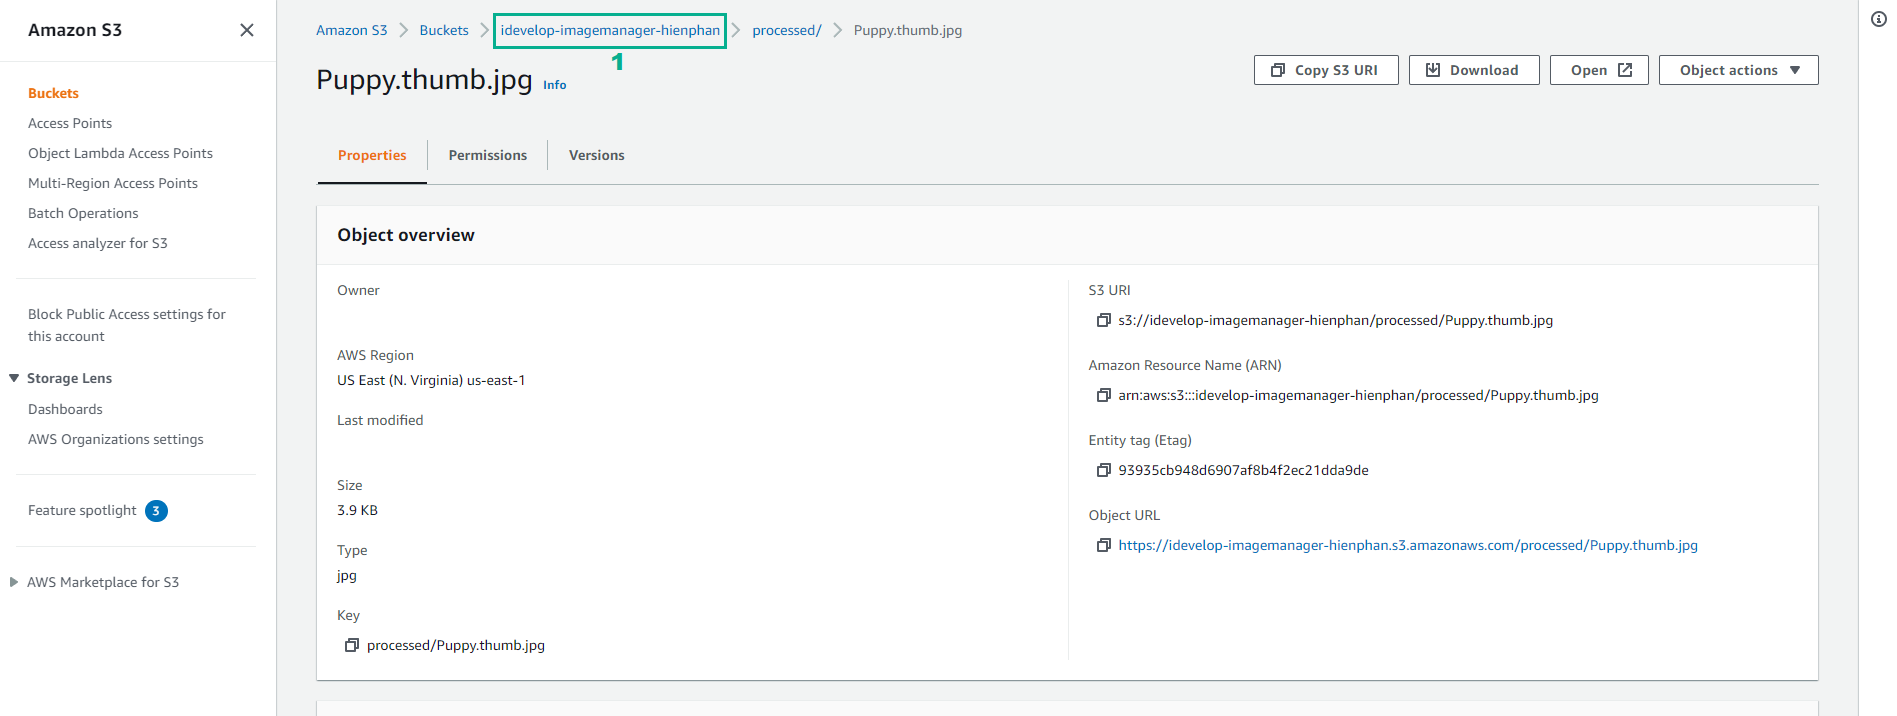 Amazon S3
Buckets
Access Points
Object Lambda Access Points
Multi-Region Access Points
Batch Operations
Access analyzer for S3
Block Public Access settings for
this account
Storage Lens
Dashboards
AWS Organizations settings
Feature spotlight 3
AWS Marketplace for S3
Amazon S3 > Buckets > idevelop-imagemanager-hienphan > processed/ > Puppy.thumb.jpg
1
Puppy.thumb.jpg Info
Copy S3 URI Download Open Object actions
Properties Permissions Versions
Object overview
Owner
AWS Region
US East (N. Virginia) us-east-1
Last modified
Size
3.9 KB
Type
jpg
Key
processed/Puppy.thumb.jpg
S3 URI
s3://idevelop-imagemanager-hienphan/processed/Puppy.thumb.jpg
Amazon Resource Name (ARN)
arn:aws:s3:::idevelop-imagemanager-hienphan/processed/Puppy.thumb.jpg
Entity tag (Etag)
93935cb948d6907af8b4f2ec21dda9de
Object URL
https://idevelop-imagemanager-hienphan.s3.amazonaws.com/processed/Puppy.thumb.jpg